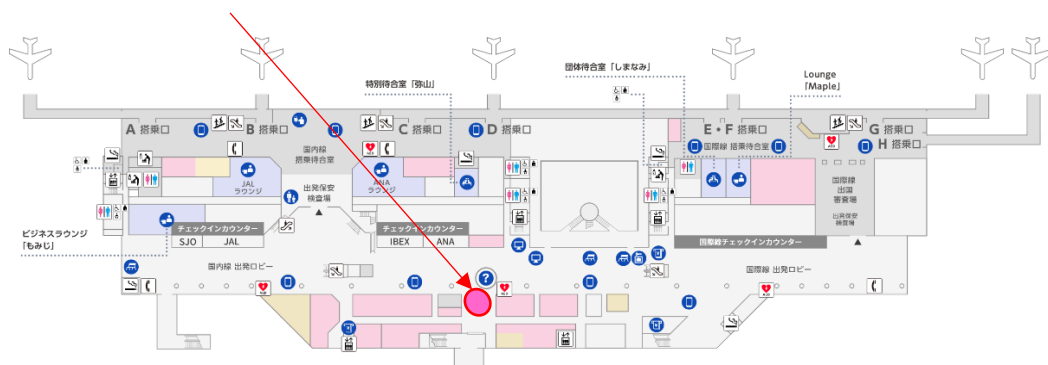 団体待合室「しまなみ」
Lounge
「Maple」
特別待合室「弥山」
A 搭乗口
B 搭乗口
C 搭乗口
D 搭乗口
E・F 搭乗口
G 搭乗口
H 搭乗口
国内線
搭乗待合室
国際線 搭乗待合室
JAL
ラウンジ
ANA
ラウンジ
出発保安
検査場
国際線
出国
審査場
出発保安
検査場
ビジネスラウンジ
「もみじ」
チェックインカウンター
SJO
JAL
チェックインカウンター
IBEX
ANA
国際線チェックインカウンター
国内線 出発ロビー
国際線 出発ロビー
?